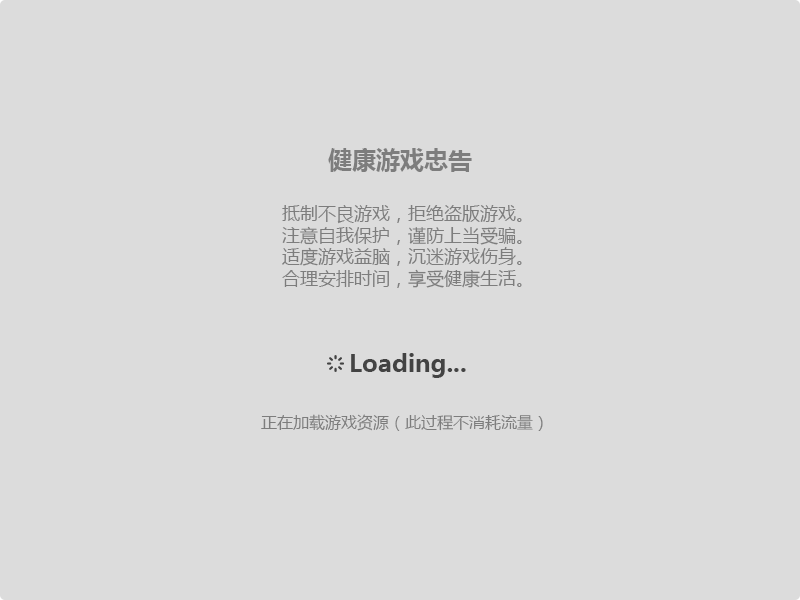 健康游戏忠告
抵制不良游戏，拒绝盗版游戏。
注意自我保护，谨防上当受骗。
适度游戏益脑，沉迷游戏伤身。
合理安排时间，享受健康生活。
Loading...
正在加载游戏资源（此过程不消耗流量）